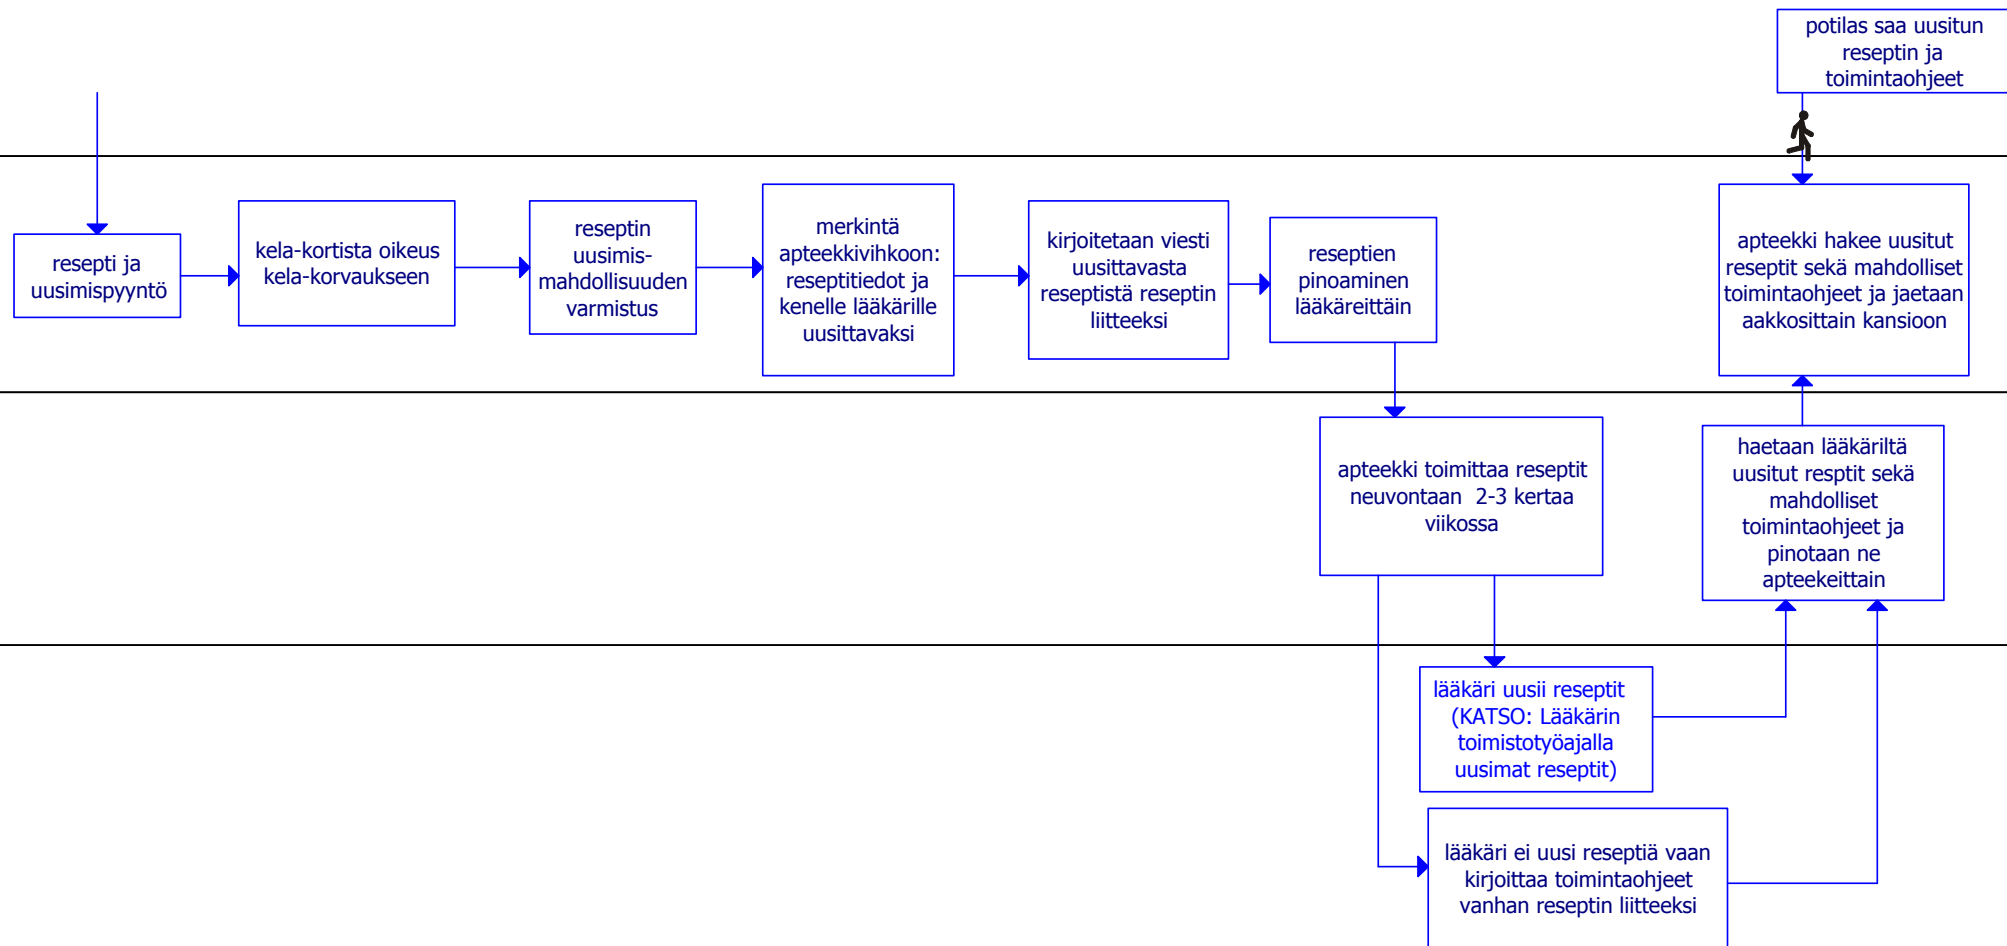 potilas saa uusitun
reseptin ja
toimintaohjeet
resepti ja
uusimispyyntö
kela-kortista oikeus
kela-korvaukseen
reseptin
uusimis-
mahdollisuuden
varmistus
merkintä
apteekkivihkoon:
reseptitiedot ja
kenelle lääkärille
uusittavaksi
kirjoitetaan viesti
uusittavasta
reseptistä reseptin
liitteeksi
reseptien
pinoaminen
lääkäreittäin
apteekki hakee uusitut
reseptit sekä mahdolliset
toimintaohjeet ja jaetaan
aakkosittain kansioon
apteekki toimittaa reseptit
neuvontaan 2-3 kertaa
viikossa
haetaan lääkäriltä
uusitut resptit sekä
mahdolliset
toimintaohjeet ja
pinotaan ne
apteekeittain
lääkäri uusii reseptit
(KATSO: Lääkärin
toimistotyöajalla
uusimat reseptit)
lääkäri ei uusi reseptiä vaan
kirjoittaa toimintaohjeet
vanhan reseptin liitteeksi